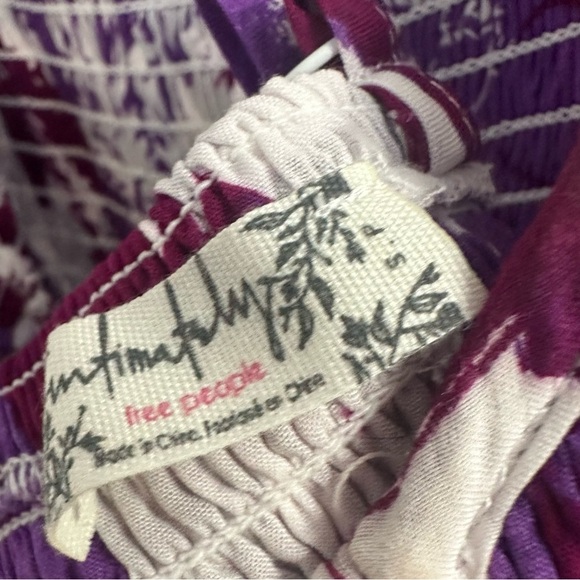 intimately
free people
Made in China. Fabriqué en Chine
S-P